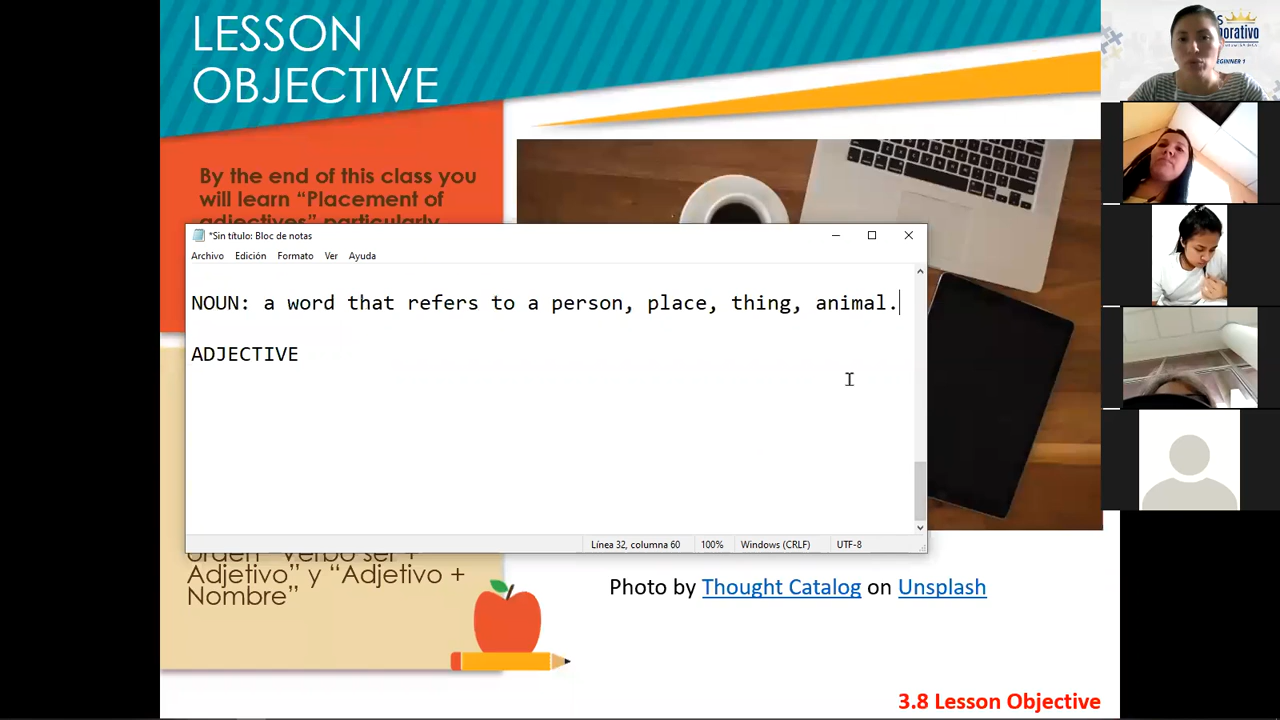 LESSON
OBJECTIVE
By the end of this class you
will learn “Placement of
adjectives” particularly
*Sin título: Bloc de notas
Archivo Edición Formato Ver Ayuda
NOUN: a word that refers to a person, place, thing, animal.
ADJECTIVE
Línea 32, columna 60 100% Windows (CRLF) UTF-8
orden “Verbo ser +
Adjetivo” y “Adjetivo +
Nombre”
Photo by Thought Catalog on Unsplash
3.8 Lesson Objective